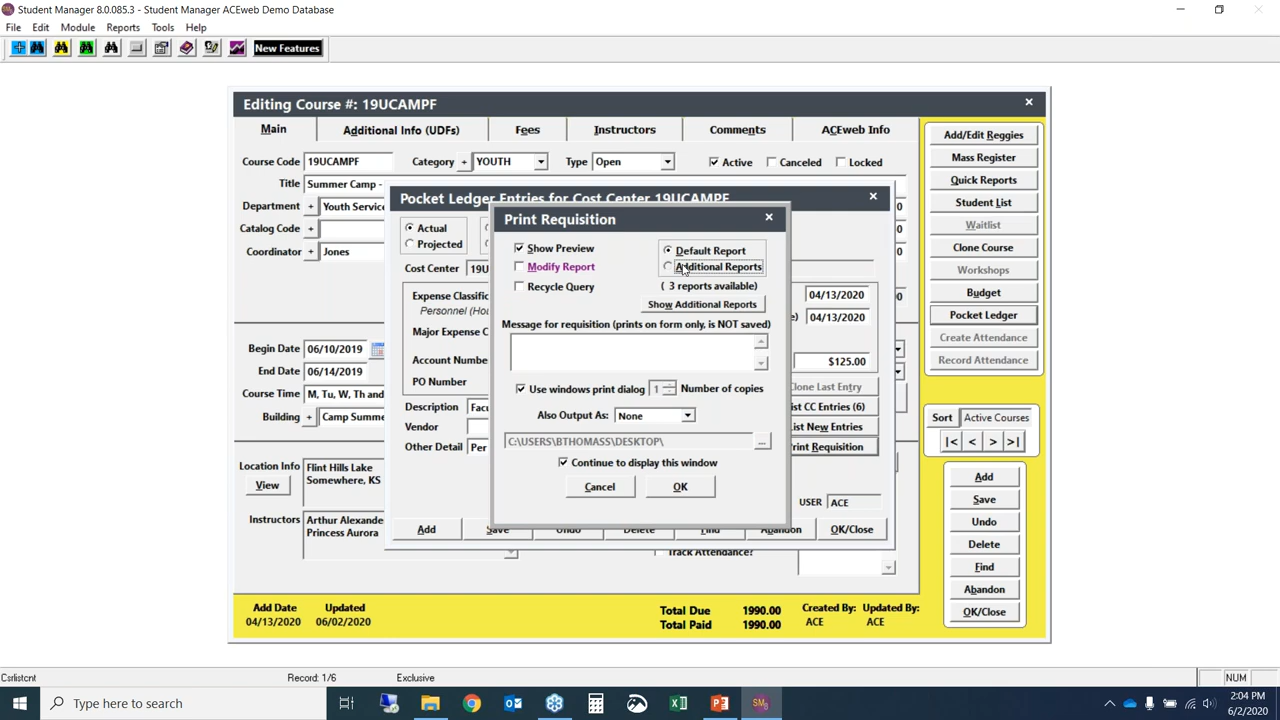 Student Manager 8.0.085.3 - Student Manager ACEweb Demo Database
File Edit Module Reports Tools Help
New Features
Editing Course #: 19UCAMPF
Main Additional Info (UDFs) Fees Instructors Comments ACEweb Info
Course Code 19UCAMPF Category + YOUTH Type Open Active Canceled Locked
Title Summer Camp -
Department + Youth Service
Catalog Code +
Coordinator + Jones
Begin Date 06/10/2019
End Date 06/14/2019
Course Time M, Tu, W, Th and
Building + Camp Summe
Location Info Flint Hills Lake
Somewhere, KS
View
Instructors Arthur Alexande
Princess Aurora
Track Attendance?
Add Date Updated
04/13/2020 06/02/2020
Total Due 1990.00
Total Paid 1990.00
Created By: Updated By:
ACE ACE
Pocket Ledger Entries for Cost Center 19UCAMPF
Actual
Projected
Cost Center 19U
Expense Classific
Personnel (Hou
Major Expense C
Account Number
PO Number
Description Facu
Vendor
Other Detail Per
04/13/2020
e) 04/13/2020
$125.00
Clone Last Entry
ist CC Entries (6)
ist New Entries
Print Requisition
USER ACE
Add Save Undo Delete Find Abandon OK/Close
Print Requisition
Show Preview
Modify Report
Recycle Query
Default Report
Additional Reports
( 3 reports available)
Show Additional Reports
Message for requisition (prints on form only, is NOT saved)
Use windows print dialog 1 Number of copies
Also Output As: None
C:\USERS\BTHOMASS\DESKTOP\ ...
Continue to display this window
Cancel OK
Add/Edit Reggies
Mass Register
Quick Reports
Student List
Waitlist
Clone Course
Workshops
Budget
Pocket Ledger
Create Attendance
Record Attendance
Sort Active Courses
|< < > >|
Add
Save
Undo
Delete
Find
Abandon
OK/Close
Csrlistcnt Record: 1/6 Exclusive NUM
Type here to search
2:04 PM
6/2/2020